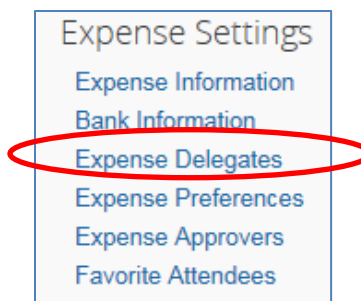 Expense Settings
Expense Information
Bank Information
Expense Delegates
Expense Preferences
Expense Approvers
Favorite Attendees